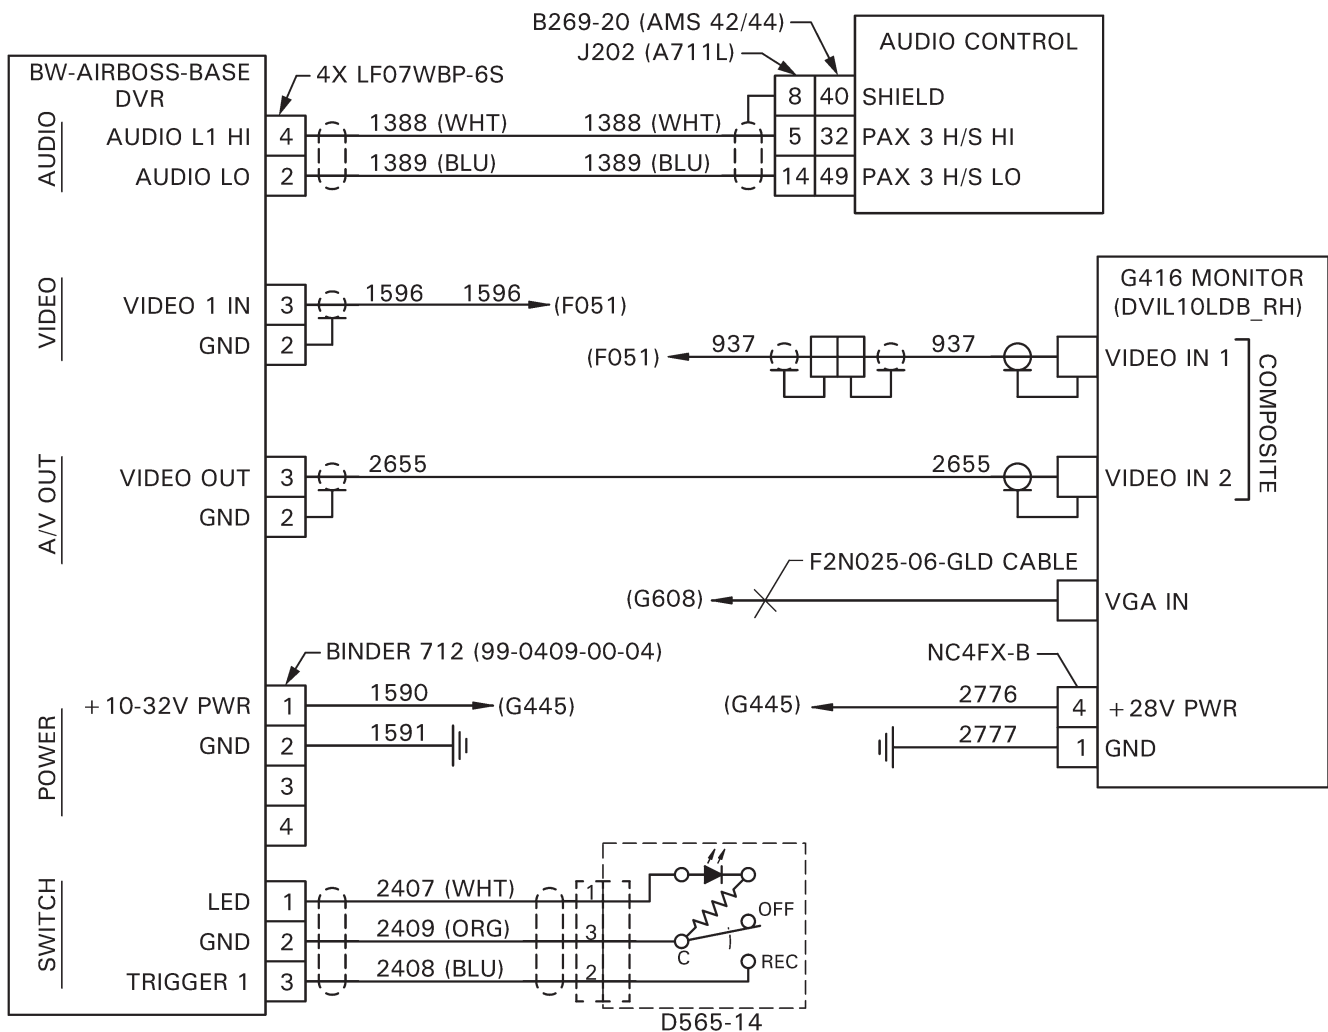 B269-20 (AMS 42/44)
J202 (A711L)
AUDIO CONTROL
8 40 SHIELD
5 32 PAX 3 H/S HI
14 49 PAX 3 H/S LO
BW-AIRBOSS-BASE
DVR
4X LF07WBP-6S
AUDIO
AUDIO L1 HI 4 1388 (WHT) 1388 (WHT)
AUDIO LO 2 1389 (BLU) 1389 (BLU)
VIDEO
VIDEO 1 IN 3 1596 1596 (F051)
GND 2
G416 MONITOR
(DVIL10LDB_RH)
(F051) 937 937 VIDEO IN 1
COMPOSITE
A/V OUT
VIDEO OUT 3 2655 2655 VIDEO IN 2
GND 2
F2N025-06-GLD CABLE
(G608) VGA IN
BINDER 712 (99-0409-00-04)
NC4FX-B
POWER
+10-32V PWR 1 1590 (G445)
GND 2 1591
3
4
(G445) 2776 4 +28V PWR
2777 1 GND
SWITCH
LED 1 2407 (WHT) 1
GND 2 2409 (ORG) 3
TRIGGER 1 3 2408 (BLU) 2
OFF
C
REC
D565-14